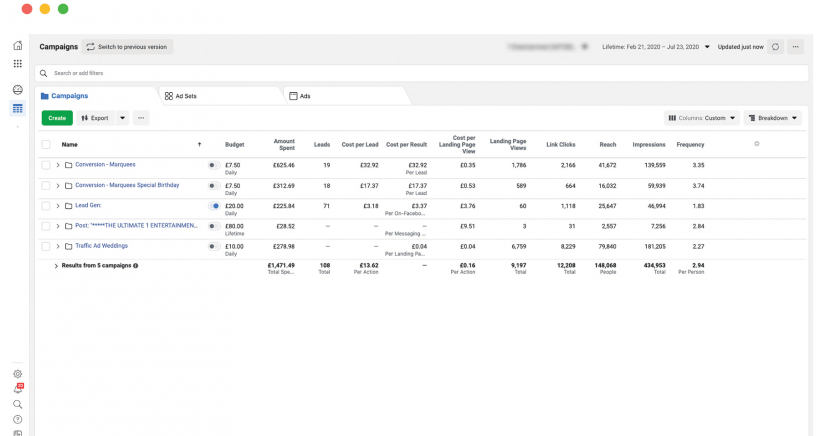 Campaigns Switch to previous version Lifetime: Feb 21, 2020 – Jul 23, 2020 Updated just now
Search or add filters
Campaigns Ad Sets Ads
Create Export Columns: Custom Breakdown
Name Budget Amount Spent Leads Cost per Lead Cost per Result Cost per Landing Page View Landing Page Views Link Clicks Reach Impressions Frequency
Conversion - Marquees £7.50 £625.46 19 £32.92 £32.92 £0.35 1,786 2,166 41,672 139,559 3.35
Daily Per Lead
Conversion - Marquees Special Birthday £7.50 £312.69 18 £17.37 £17.37 £0.53 589 664 16,032 59,939 3.74
Daily Per Lead
Lead Gen: £20.00 £225.84 71 £3.18 £3.37 £3.76 60 1,118 25,647 46,994 1.83
Daily Per On-Facebo...
Post: "*****THE ULTIMATE 1 ENTERTAINMEN... £80.00 £28.52 — — — £9.51 3 31 2,557 7,256 2.84
Lifetime Per Messaging ...
Traffic Ad Weddings £10.00 £278.98 — — £0.04 £0.04 6,759 8,229 79,840 181,205 2.27
Daily Per Landing Pa...
Results from 5 campaigns £1,471.49 108 £13.62 — £0.16 9,197 12,208 148,068 434,953 2.94
Total Spe... Total Per Action Per Action Total Total People Total Per Person